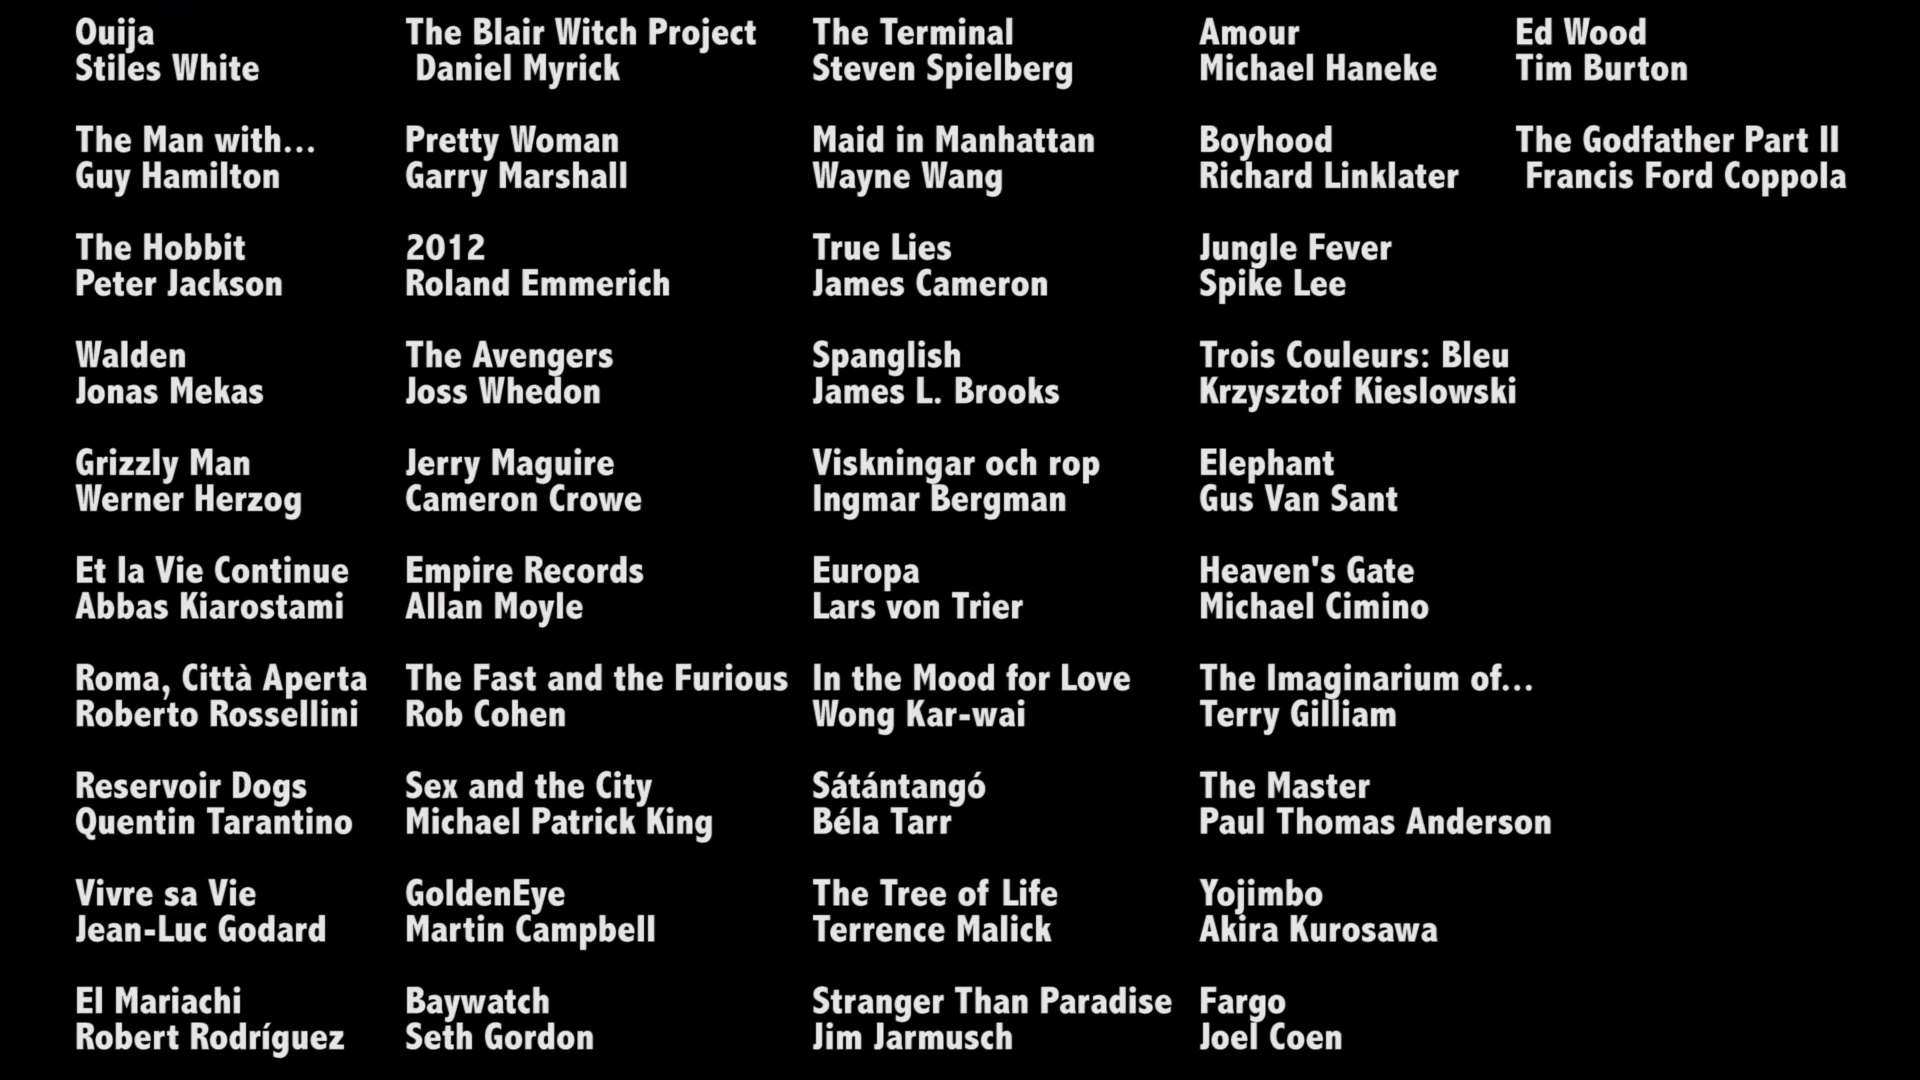 Ouija
Stiles White
The Man with...
Guy Hamilton
The Hobbit
Peter Jackson
Walden
Jonas Mekas
Grizzly Man
Werner Herzog
Et la Vie Continue
Abbas Kiarostami
Roma, Città Aperta
Roberto Rossellini
Reservoir Dogs
Quentin Tarantino
Vivre sa Vie
Jean-Luc Godard
El Mariachi
Robert Rodríguez
The Blair Witch Project
Daniel Myrick
Pretty Woman
Garry Marshall
2012
Roland Emmerich
The Avengers
Joss Whedon
Jerry Maguire
Cameron Crowe
Empire Records
Allan Moyle
The Fast and the Furious
Rob Cohen
Sex and the City
Michael Patrick King
GoldenEye
Martin Campbell
Baywatch
Seth Gordon
The Terminal
Steven Spielberg
Maid in Manhattan
Wayne Wang
True Lies
James Cameron
Spanglish
James L. Brooks
Viskningar och rop
Ingmar Bergman
Europa
Lars von Trier
In the Mood for Love
Wong Kar-wai
Sátántangó
Béla Tarr
The Tree of Life
Terrence Malick
Stranger Than Paradise
Jim Jarmusch
Amour
Michael Haneke
Boyhood
Richard Linklater
Jungle Fever
Spike Lee
Trois Couleurs: Bleu
Krzysztof Kieslowski
Elephant
Gus Van Sant
Heaven's Gate
Michael Cimino
The Imaginarium of...
Terry Gilliam
The Master
Paul Thomas Anderson
Yojimbo
Akira Kurosawa
Fargo
Joel Coen
Ed Wood
Tim Burton
The Godfather Part II
Francis Ford Coppola